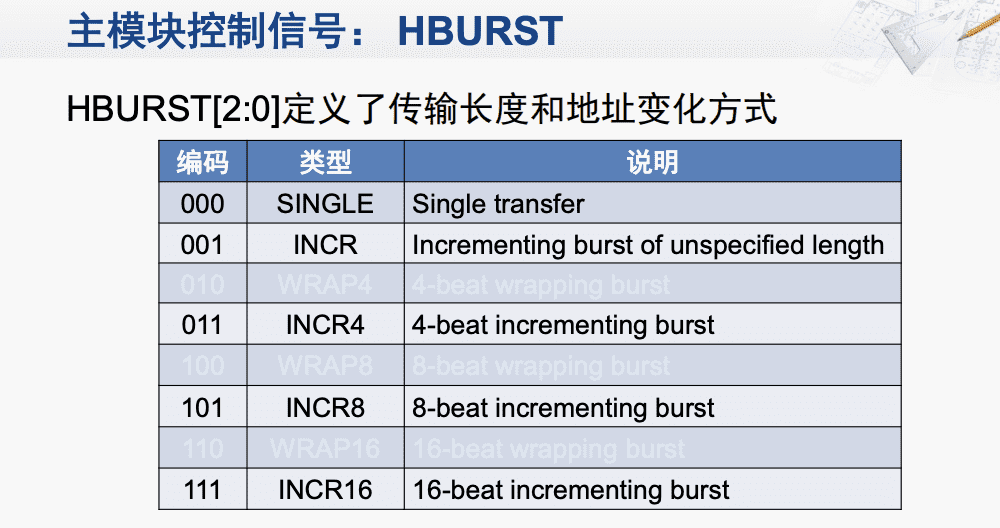 主模块控制信号： HBURST
HBURST[2:0]定义了传输长度和地址变化方式
编码 类型 说明
000 SINGLE Single transfer
001 INCR Incrementing burst of unspecified length
010 WRAP4 4-beat wrapping burst
011 INCR4 4-beat incrementing burst
100 WRAP8 8-beat wrapping burst
101 INCR8 8-beat incrementing burst
110 WRAP16 16-beat wrapping burst
111 INCR16 16-beat incrementing burst